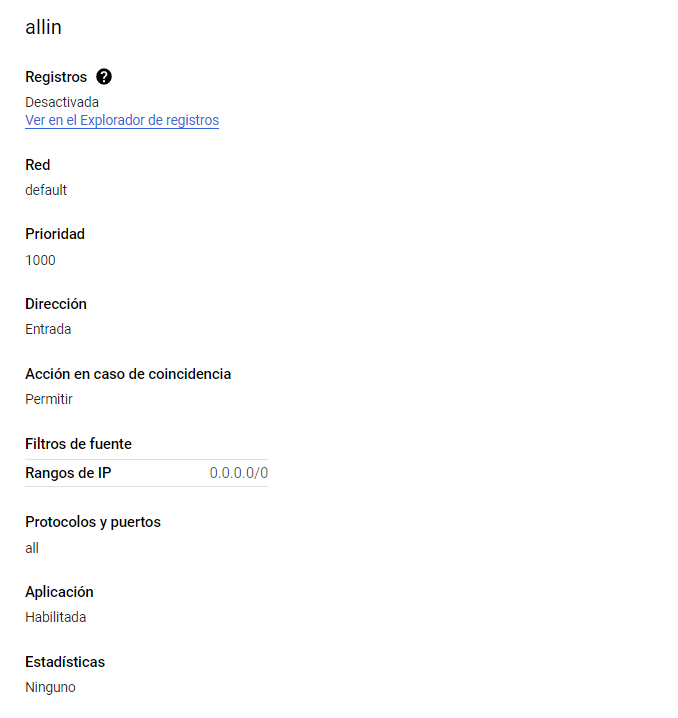 allin
Registros ?
Desactivada
Ver en el Explorador de registros
Red
default
Prioridad
1000
Dirección
Entrada
Acción en caso de coincidencia
Permitir
Filtros de fuente
Rangos de IP 0.0.0.0/0
Protocolos y puertos
all
Aplicación
Habilitada
Estadísticas
Ninguno